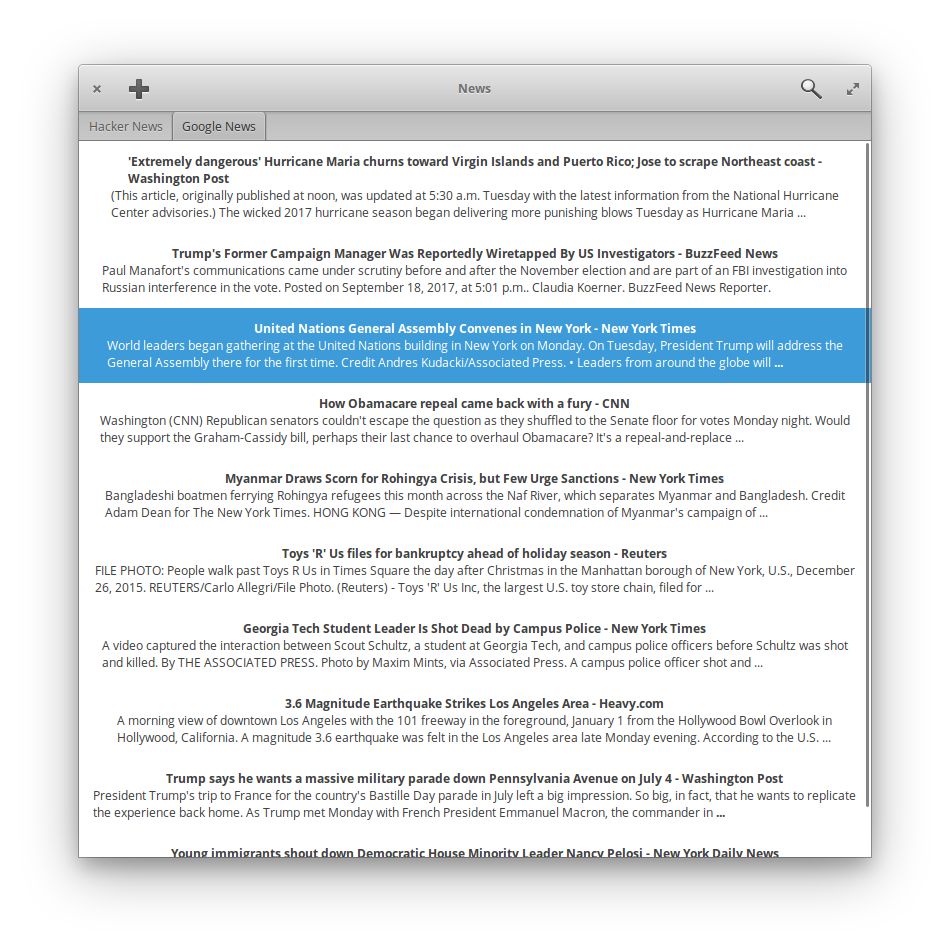 News
Hacker News
Google News
'Extremely dangerous' Hurricane Maria churns toward Virgin Islands and Puerto Rico; Jose to scrape Northeast coast -
Washington Post
(This article, originally published at noon, was updated at 5:30 a.m. Tuesday with the latest information from the National Hurricane
Center advisories.) The wicked 2017 hurricane season began delivering more punishing blows Tuesday as Hurricane Maria ...
Trump's Former Campaign Manager Was Reportedly Wiretapped By US Investigators - BuzzFeed News
Paul Manafort's communications came under scrutiny before and after the November election and are part of an FBI investigation into
Russian interference in the vote. Posted on September 18, 2017, at 5:01 p.m.. Claudia Koerner. BuzzFeed News Reporter.
United Nations General Assembly Convenes in New York - New York Times
World leaders began gathering at the United Nations building in New York on Monday. On Tuesday, President Trump will address the
General Assembly there for the first time. Credit Andres Kudacki/Associated Press. • Leaders from around the globe will ...
How Obamacare repeal came back with a fury - CNN
Washington (CNN) Republican senators couldn't escape the question as they shuffled to the Senate floor for votes Monday night. Would
they support the Graham-Cassidy bill, perhaps their last chance to overhaul Obamacare? It's a repeal-and-replace ...
Myanmar Draws Scorn for Rohingya Crisis, but Few Urge Sanctions - New York Times
Bangladeshi boatmen ferrying Rohingya refugees this month across the Naf River, which separates Myanmar and Bangladesh. Credit
Adam Dean for The New York Times. HONG KONG — Despite international condemnation of Myanmar's campaign of ...
Toys 'R' Us files for bankruptcy ahead of holiday season - Reuters
FILE PHOTO: People walk past Toys R Us in Times Square the day after Christmas in the Manhattan borough of New York, U.S., December
26, 2015. REUTERS/Carlo Allegri/File Photo. (Reuters) - Toys 'R' Us Inc, the largest U.S. toy store chain, filed for ...
Georgia Tech Student Leader Is Shot Dead by Campus Police - New York Times
A video captured the interaction between Scout Schultz, a student at Georgia Tech, and campus police officers before Schultz was shot
and killed. By THE ASSOCIATED PRESS. Photo by Maxim Mints, via Associated Press. A campus police officer shot and ...
3.6 Magnitude Earthquake Strikes Los Angeles Area - Heavy.com
A morning view of downtown Los Angeles with the 101 freeway in the foreground, January 1 from the Hollywood Bowl Overlook in
Hollywood, California. A magnitude 3.6 earthquake was felt in the Los Angeles area late Monday evening. According to the U.S. ...
Trump says he wants a massive military parade down Pennsylvania Avenue on July 4 - Washington Post
President Trump's trip to France for the country's Bastille Day parade in July left a big impression. So big, in fact, that he wants to replicate
the experience back home. As Trump met Monday with French President Emmanuel Macron, the commander in ...
Young immigrants shout down Democratic House Minority Leader Nancy Pelosi - New York Daily News